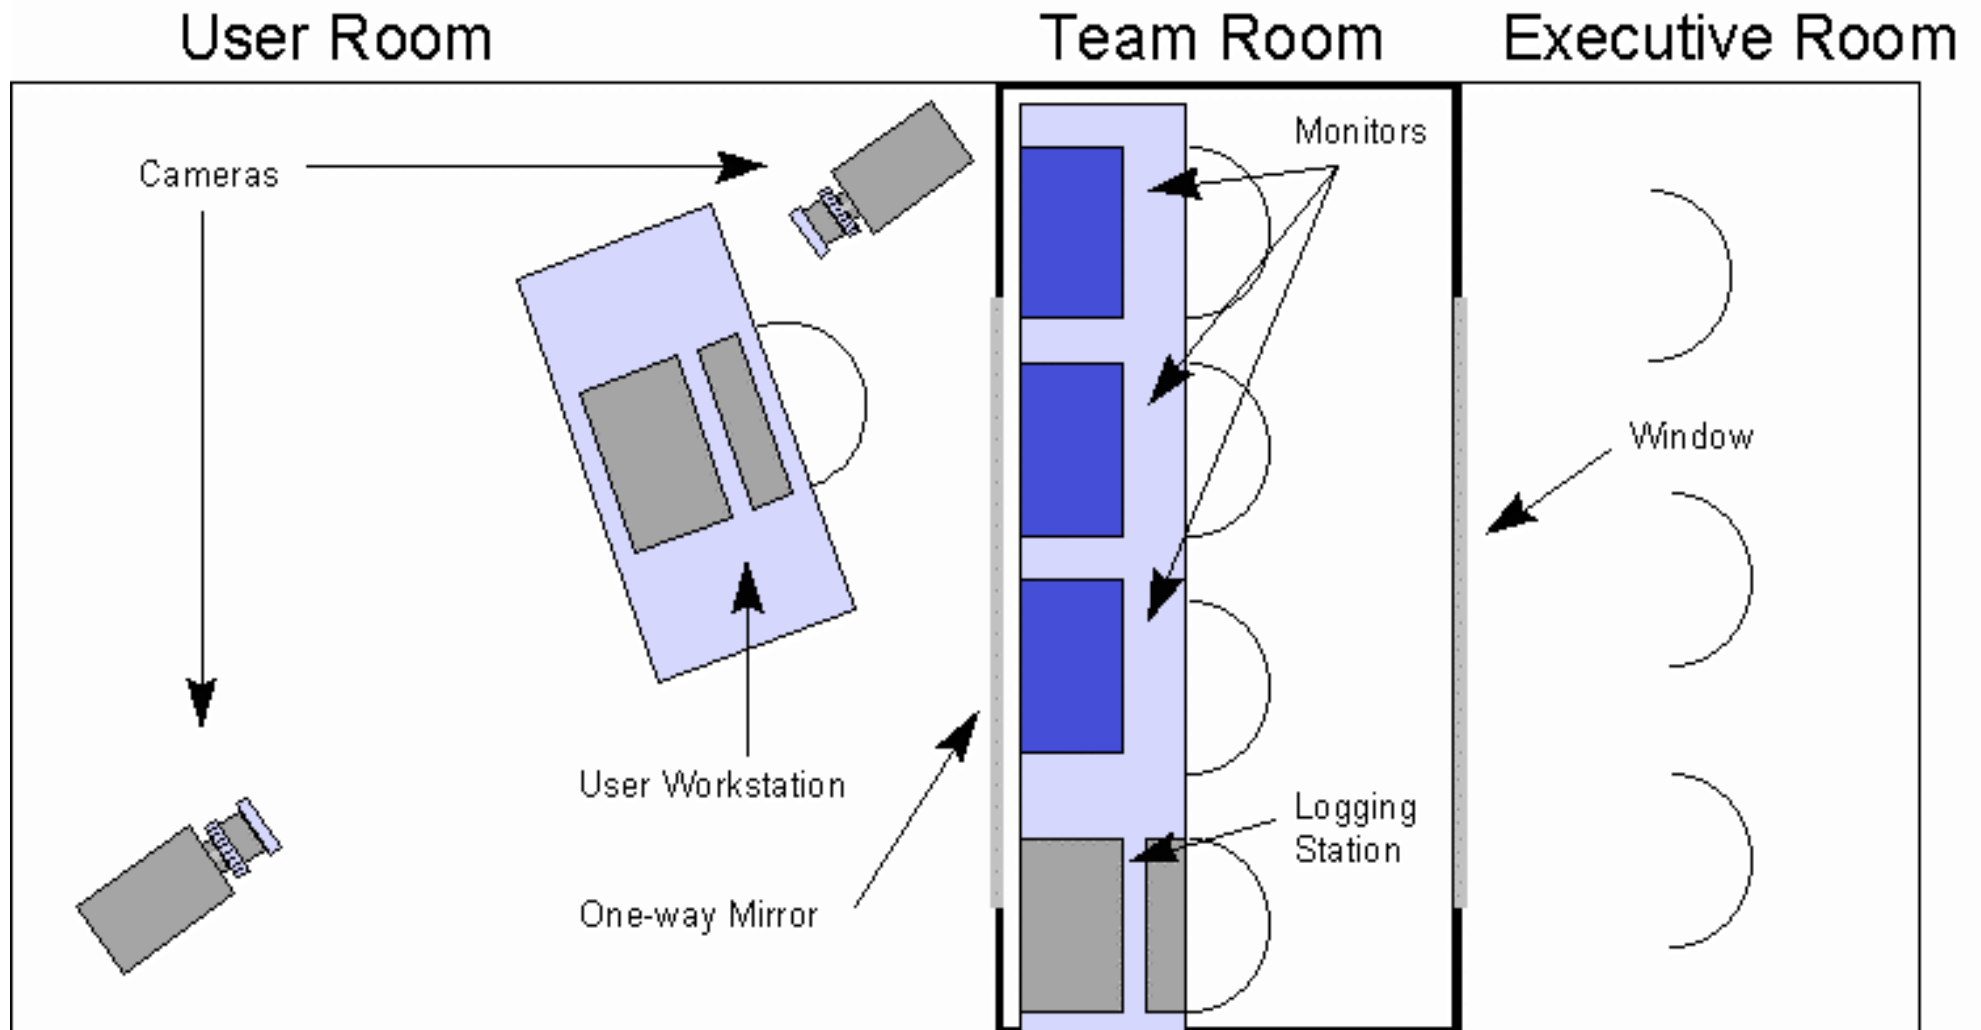 User Room
Team Room
Executive Room
Cameras
Monitors
Window
User Workstation
Logging
Station
One-way Mirror